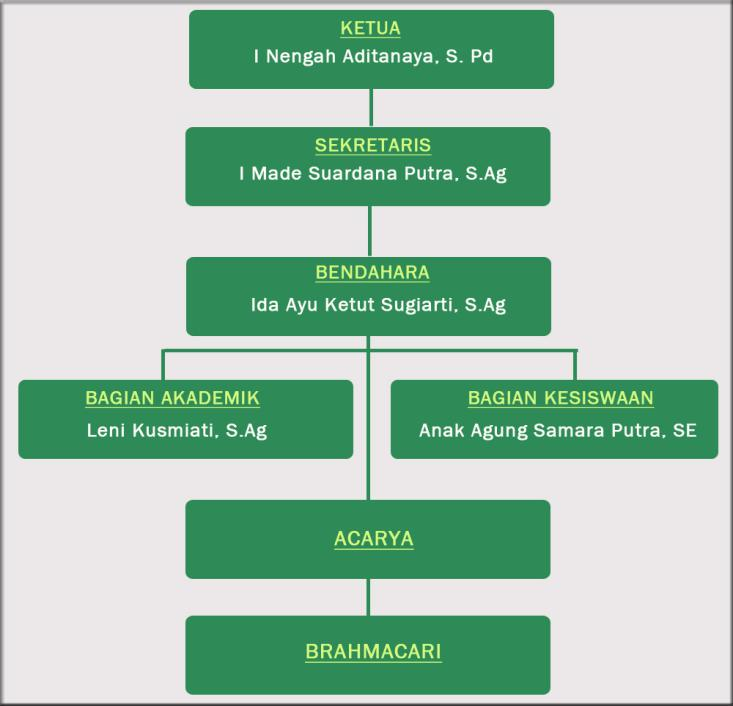 KETUA
I Nengah Aditanaya, S. Pd
SEKRETARIS
I Made Suardana Putra, S.Ag
BENDAHARA
Ida Ayu Ketut Sugiarti, S.Ag
BAGIAN AKADEMIK
Leni Kusmiati, S.Ag
BAGIAN KESISWAAN
Anak Agung Samara Putra, SE
ACARYA
BRAHMACARI